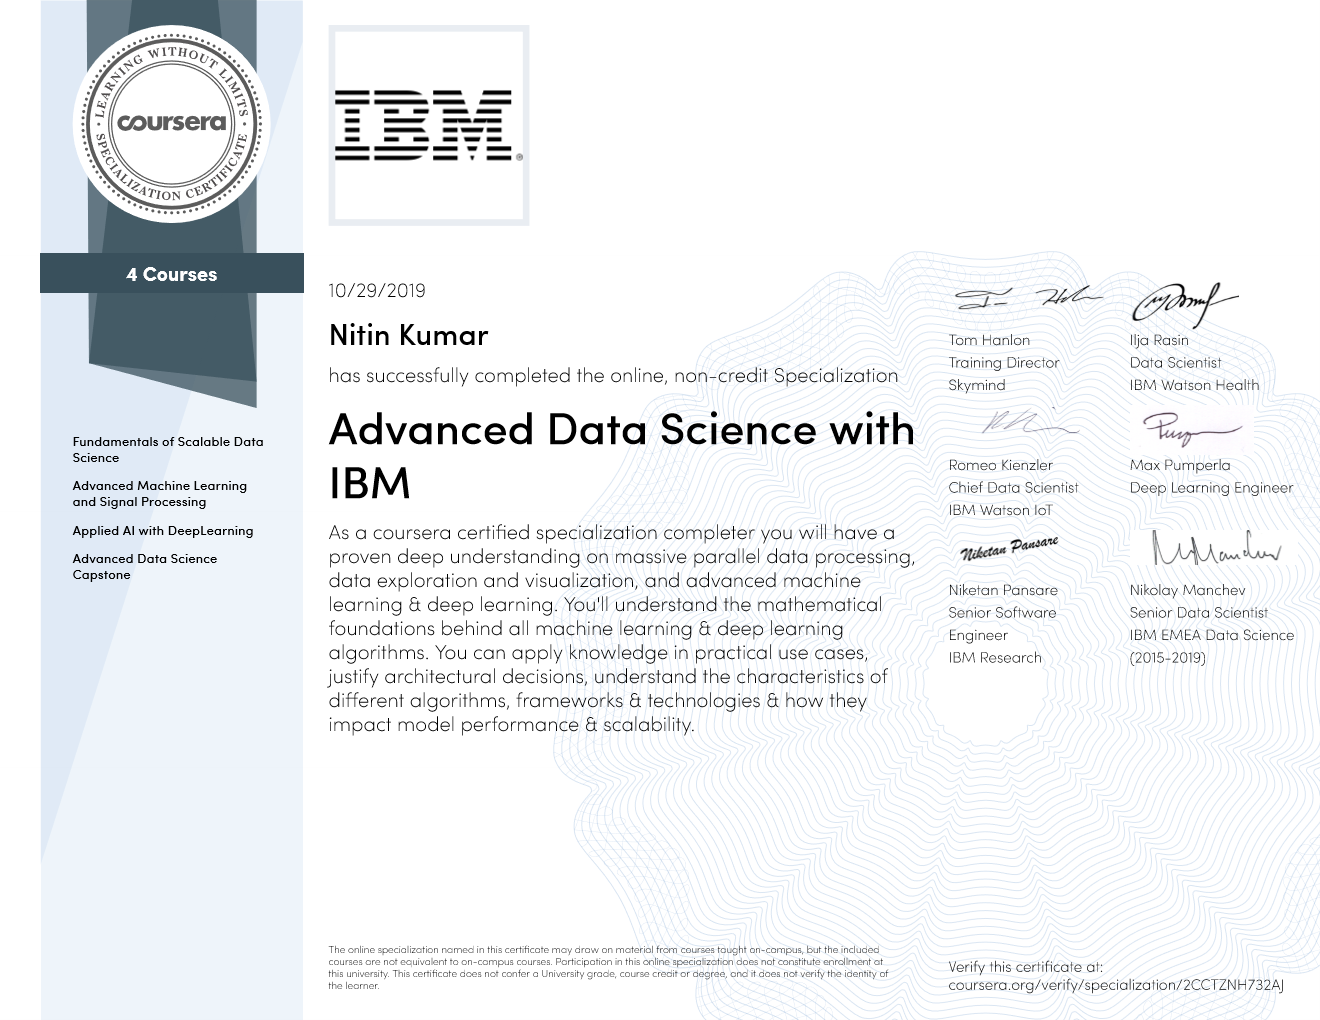 LEARNING WITHOUT LIMITS
coursera
SPECIALIZATION CERTIFICATE
4 Courses
Fundamentals of Scalable Data
Science
Advanced Machine Learning
and Signal Processing
Applied AI with DeepLearning
Advanced Data Science
Capstone
IBM®
10/29/2019
Nitin Kumar
has successfully completed the online, non-credit Specialization
Advanced Data Science with
IBM
As a coursera certified specialization completer you will have a
proven deep understanding on massive parallel data processing,
data exploration and visualization, and advanced machine
learning & deep learning. You'll understand the mathematical
foundations behind all machine learning & deep learning
algorithms. You can apply knowledge in practical use cases,
justify architectural decisions, understand the characteristics of
different algorithms, frameworks & technologies & how they
impact model performance & scalability.
The online specialization named in this certificate may draw on material from courses taught on-campus, but the included
courses are not equivalent to on-campus courses. Participation in this online specialization does not constitute enrollment at
this university. This certificate does not confer a University grade, course credit or degree, and it does not verify the identity of
the learner.
Tom Hanlon
Training Director
Skymind
Ilja Rasin
Data Scientist
IBM Watson Health
Romeo Kienzler
Chief Data Scientist
IBM Watson IoT
Max Pumperla
Deep Learning Engineer
Niketan Pansare
Niketan Pansare
Senior Software
Engineer
IBM Research
Nikolay Manchev
Senior Data Scientist
IBM EMEA Data Science
(2015-2019)
Verify this certificate at:
coursera.org/verify/specialization/2CCTZNH732AJ